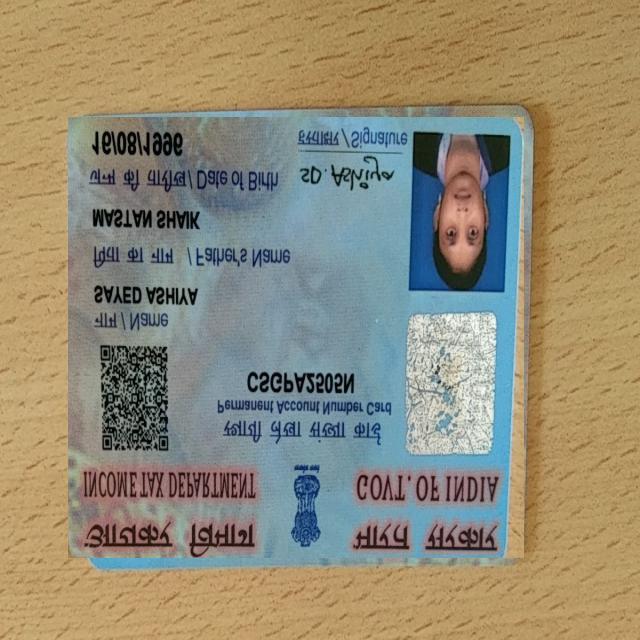 आयकर विभाग
INCOME TAX DEPARTMENT
भारत सरकार
GOVT. OF INDIA
स्थायी लेखा संख्या कार्ड
Permanent Account Number Card
CSGPA2505N
नाम / Name
SAYED ASHIYA
पिता का नाम / Father's Name
MASTAN SHAIK
जन्म की तारीख / Date of Birth
16/08/1996
SD. Ashiya
हस्ताक्षर / Signature